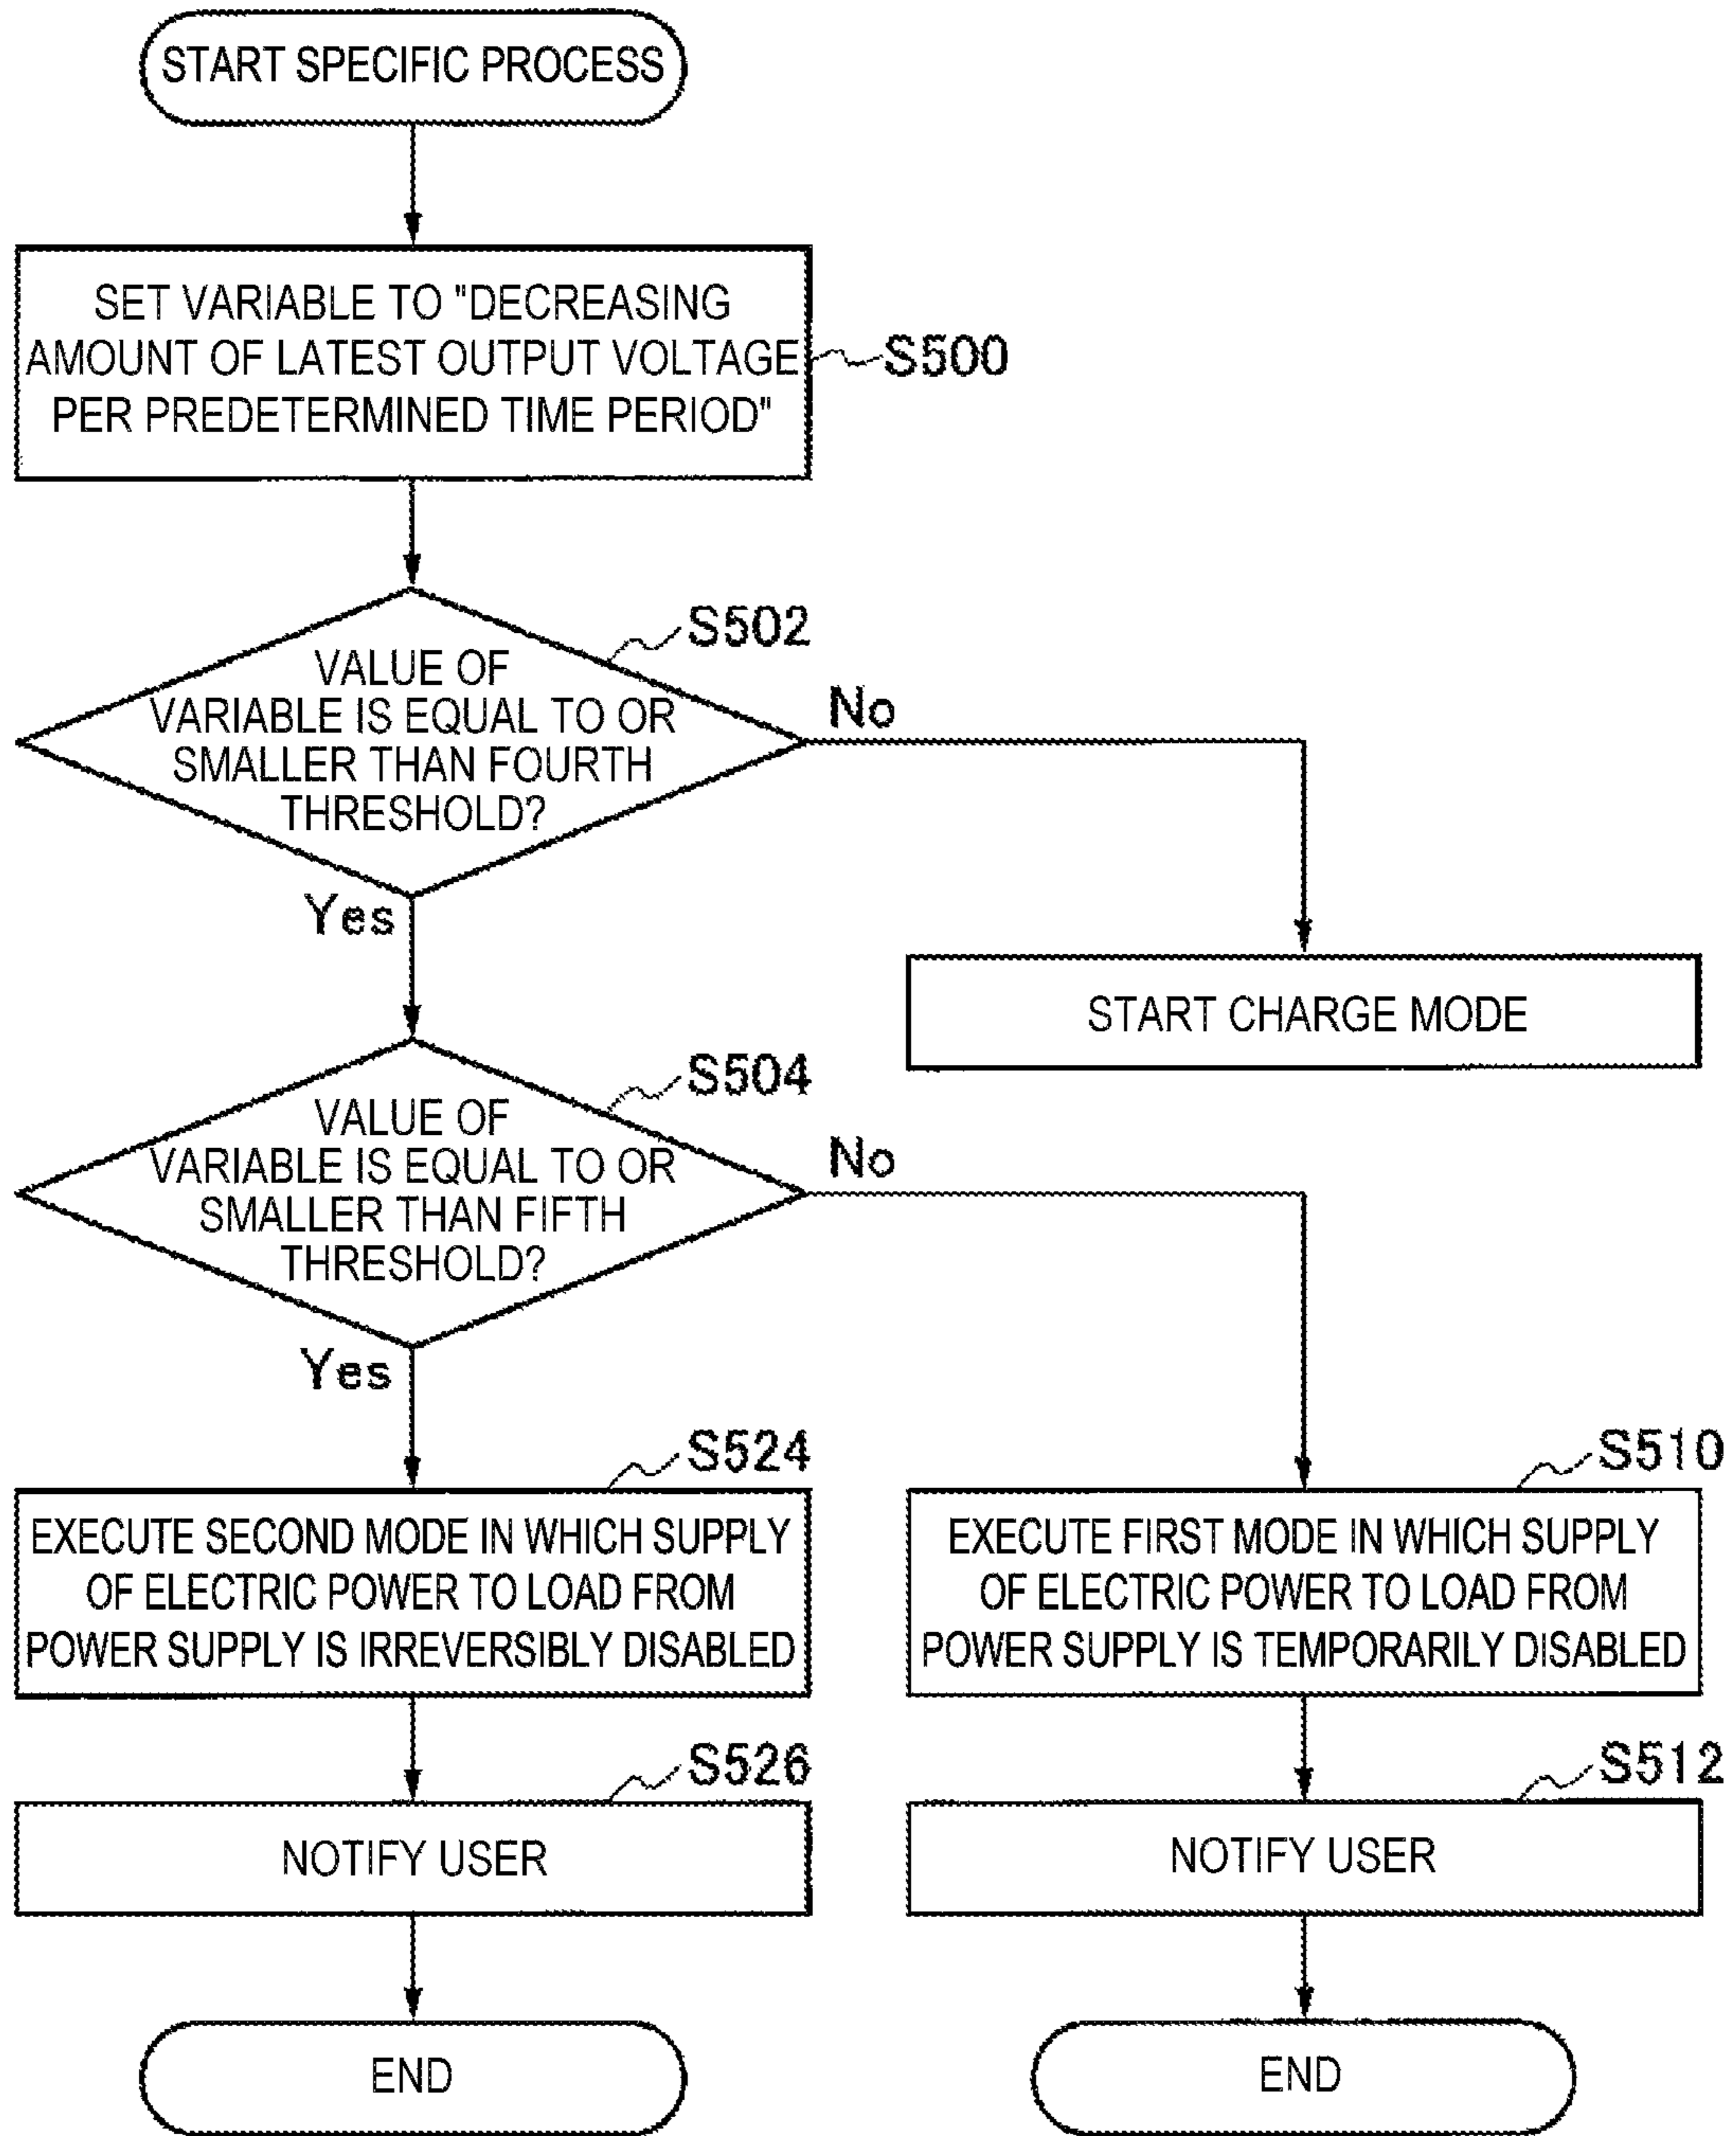 START SPECIFIC PROCESS
SET VARIABLE TO "DECREASING
AMOUNT OF LATEST OUTPUT VOLTAGE
PER PREDETERMINED TIME PERIOD"
S500
S502
VALUE OF
VARIABLE IS EQUAL TO OR
SMALLER THAN FOURTH
THRESHOLD?
No
Yes
START CHARGE MODE
S504
VALUE OF
VARIABLE IS EQUAL TO OR
SMALLER THAN FIFTH
THRESHOLD?
No
Yes
S524
EXECUTE SECOND MODE IN WHICH SUPPLY
OF ELECTRIC POWER TO LOAD FROM
POWER SUPPLY IS IRREVERSIBLY DISABLED
S510
EXECUTE FIRST MODE IN WHICH SUPPLY
OF ELECTRIC POWER TO LOAD FROM
POWER SUPPLY IS TEMPORARILY DISABLED
S526
NOTIFY USER
S512
NOTIFY USER
END
END